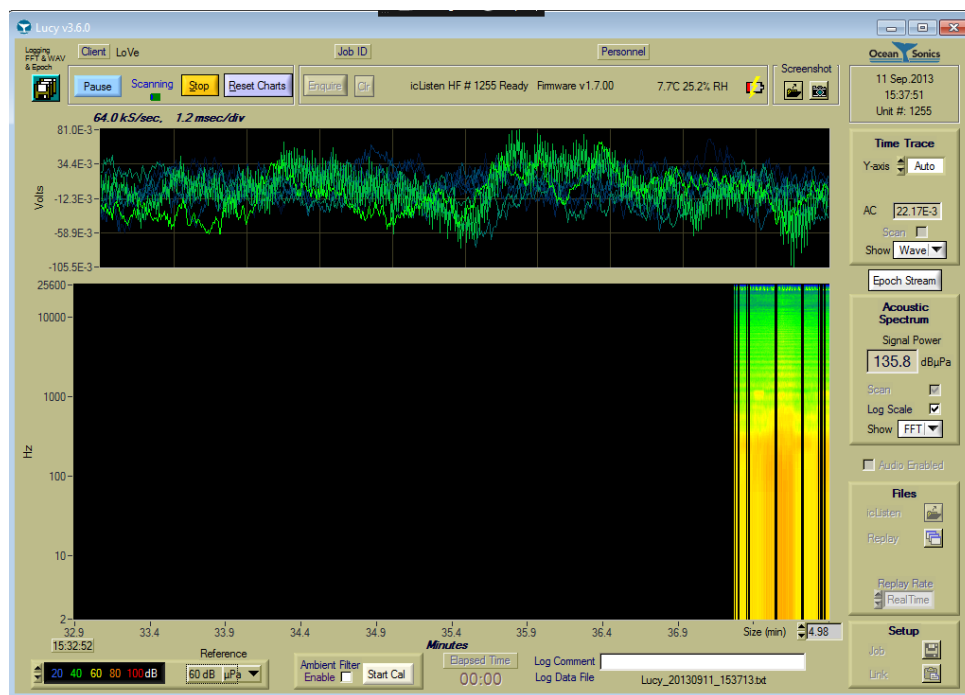 Lucy v3.6.0
Logging
FFT & WAV
& Epoch
Client LoVe Job ID Personnel
Ocean Sonics
Pause Scanning Stop Reset Charts Enquire Clr icListen HF # 1255 Ready Firmware v1.7.00 7.7C 25.2% RH
Screenshot
11 Sep.2013
15:37:51
Unit #: 1255
64.0 kS/sec, 1.2 msec/div
81.0E-3
34.4E-3
-12.3E-3
-58.9E-3
-105.5E-3
Volts
Time Trace
Y-axis Auto
AC 22.17E-3
Scan
Show Wave
Epoch Stream
25600
10000
1000
100
10
2
Hz
Acoustic
Spectrum
Signal Power
135.8 dBµPa
Scan
Log Scale
Show FFT
Audio Enabled
Files
icListen
Replay
Replay Rate
RealTime
32.9 33.4 33.9 34.4 34.9 35.4 35.9 36.4 36.9 Size (min) 4.98
15:32:52 Minutes
Setup
Job
Link
20 40 60 80 100dB
Reference
60 dB µPa
Ambient Filter
Enable Start Cal
Elapsed Time
00:00
Log Comment
Log Data File Lucy_20130911_153713.txt